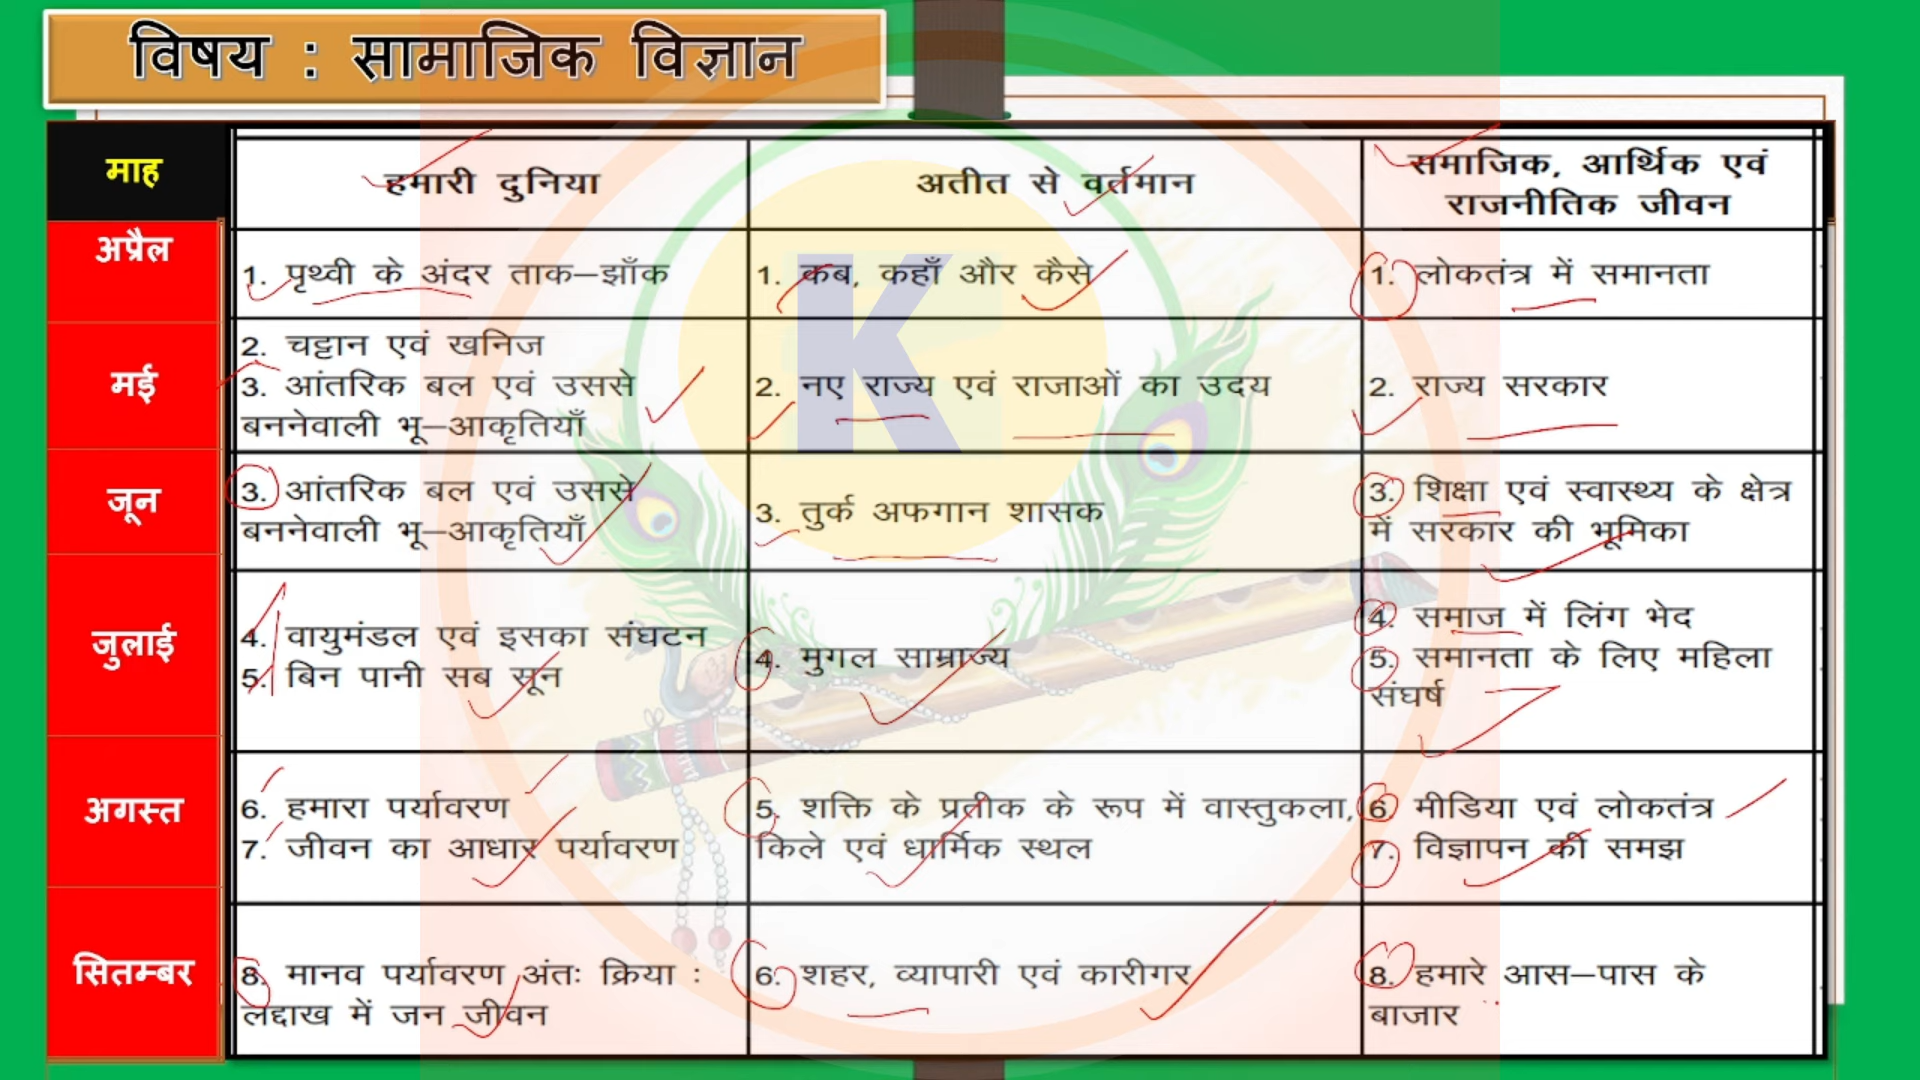 विषय : सामाजिक विज्ञान
माह
हमारी दुनिया
अतीत से वर्तमान
समाजिक, आर्थिक एवं
राजनीतिक जीवन
अप्रैल
1. पृथ्वी के अंदर ताक–झाँक
1. कब, कहाँ और कैसे
1. लोकतंत्र में समानता
मई
2. चट्टान एवं खनिज
3. आंतरिक बल एवं उससे
बननेवाली भू–आकृतियाँ
2. नए राज्य एवं राजाओं का उदय
2. राज्य सरकार
जून
3. आंतरिक बल एवं उससे
बननेवाली भू–आकृतियाँ
3. तुर्क अफगान शासक
3. शिक्षा एवं स्वास्थ्य के क्षेत्र
में सरकार की भूमिका
जुलाई
4. वायुमंडल एवं इसका संघटन
5. बिन पानी सब सून
4. मुगल साम्राज्य
4. समाज में लिंग भेद
5. समानता के लिए महिला
संघर्ष
अगस्त
6. हमारा पर्यावरण
7. जीवन का आधार पर्यावरण
5. शक्ति के प्रतीक के रूप में वास्तुकला,
किले एवं धार्मिक स्थल
6. मीडिया एवं लोकतंत्र
7. विज्ञापन की समझ
सितम्बर
8. मानव पर्यावरण अंतः क्रिया :
लद्दाख में जन जीवन
6. शहर, व्यापारी एवं कारीगर
8. हमारे आस–पास के
बाजार
K